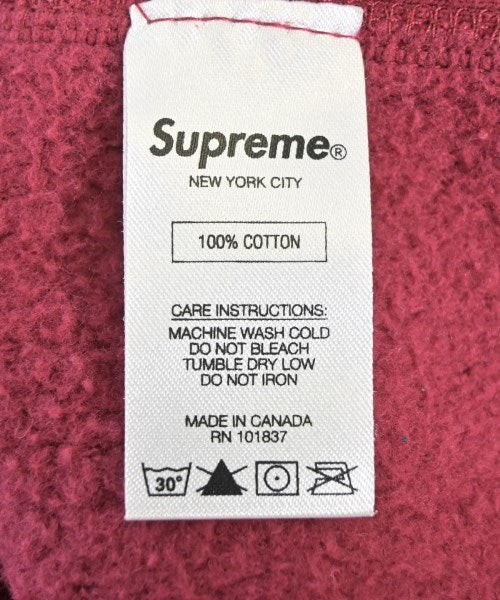 Supreme®
NEW YORK CITY
100% COTTON
CARE INSTRUCTIONS:
MACHINE WASH COLD
DO NOT BLEACH
TUMBLE DRY LOW
DO NOT IRON
MADE IN CANADA
RN 101837
30°